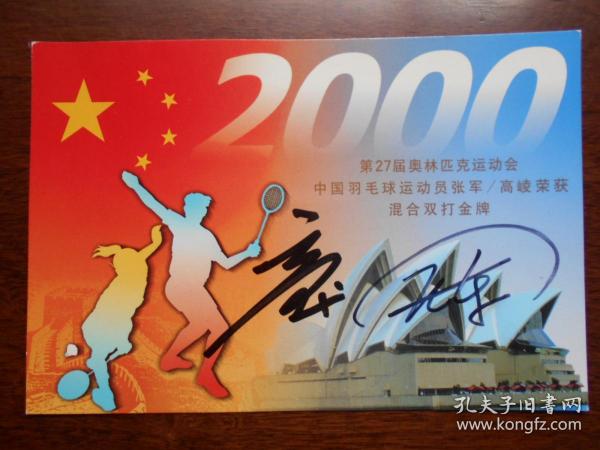 2000
第27届奥林匹克运动会
中国羽毛球运动员张军/高崚荣获
混合双打金牌
孔夫子旧书网
www.kongfz.com